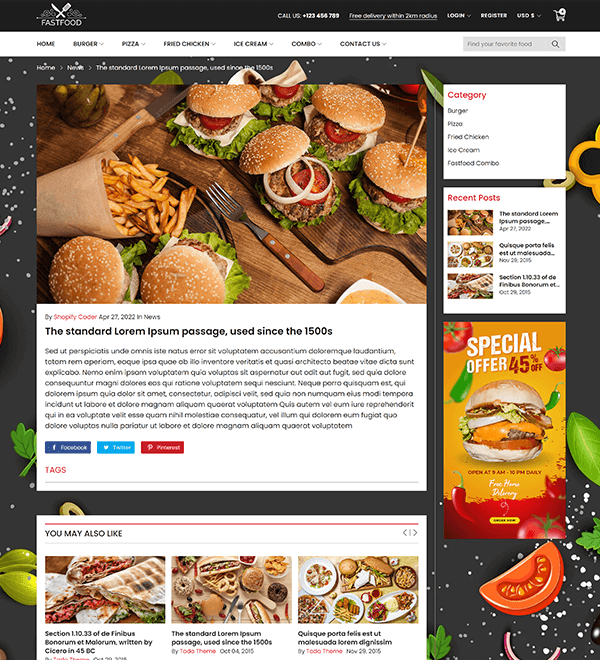 FASTFOOD
CALL US: +123 456 789
Free delivery within 2km radius
LOGIN
REGISTER
USD $
HOME
BURGER
PIZZA
FRIED CHICKEN
ICE CREAM
COMBO
CONTACT US
Find your favorite food
Home > News > The standard Lorem Ipsum passage, used since the 1500s
By Shopify Coder Apr 27, 2022 in News
The standard Lorem Ipsum passage, used since the 1500s
Sed ut perspiciatis unde omnis iste natus error sit voluptatem accusantium doloremque laudantium,
totam rem aperiam, eaque ipsa quae ab illo inventore veritatis et quasi architecto beatae vitae dicta sunt
explicabo. Nemo enim ipsam voluptatem quia voluptas sit aspernatur aut odit aut fugit, sed quia dolore
consequuntur magni dolores eos qui ratione voluptatem sequi nesciunt. Neque porro quisquam est, qui
dolorem ipsum quia dolor sit amet, consectetur, adipisci velit, sed quia non numquam eius modi tempora
incidunt ut labore et dolore magnam aliquam quaerat voluptatem Quis autem vel eum iure reprehenderit
qui in ea voluptate velit esse quam nihil molestiae consequatur, vel illum qui dolorem eum fugiat quo
dolore voluptas nulla pariatur ut labore et dolore magnam aliquam quaerat voluptatem
Facebook
Twitter
Pinterest
TAGS
Category
Burger
Pizza
Fried Chicken
Ice Cream
Fastfood Combo
Recent Posts
The standard Lorem
Ipsum passage,...
Apr 27, 2022
Quisque porta felis
est ut malesuada...
Nov 29, 2015
Section 1.10.33 of de
Finibus Bonorum et...
Oct 29, 2015
SPECIAL
OFFER 45% OFF
OPEN AT 9 AM - 10 PM DAILY
Free Home
Delivery
ORDER NOW
YOU MAY ALSO LIKE
Section 1.10.33 of de Finibus
Bonorum et Malorum, written by
Cicero in 45 BC
By Tada Theme Oct 29, 2015
The standard Lorem Ipsum
passage, used since the 1500s
By Tada Theme Oct 04, 2015
Quisque porta felis est ut
malesuada lorem dignissim
By Tada Theme Nov 29, 2015